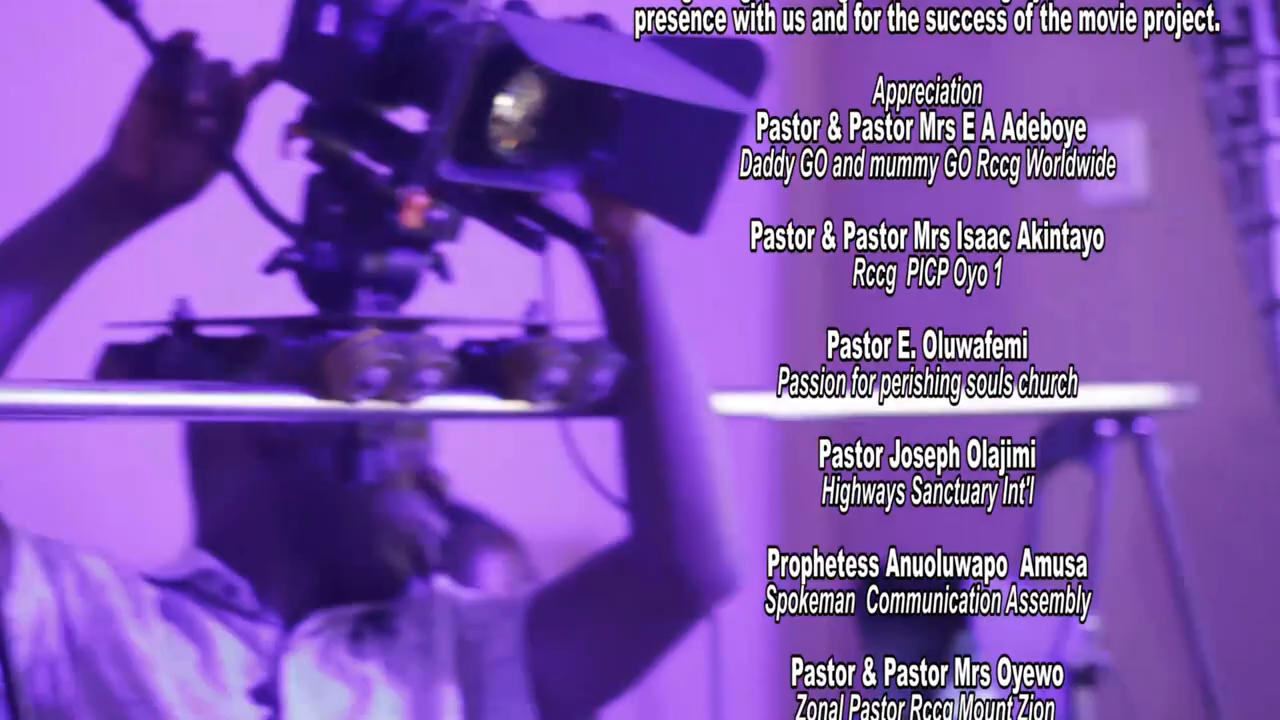 presence with us and for the success of the movie project.
Appreciation
Pastor & Pastor Mrs E A Adeboye
Daddy GO and mummy GO Rccg Worldwide
Pastor & Pastor Mrs Isaac Akintayo
Rccg PICP Oyo 1
Pastor E. Oluwafemi
Passion for perishing souls church
Pastor Joseph Olajimi
Highways Sanctuary Int'l
Prophetess Anuoluwapo Amusa
Spokeman Communication Assembly
Pastor & Pastor Mrs Oyewo
Zonal Pastor Rccg Mount Zion